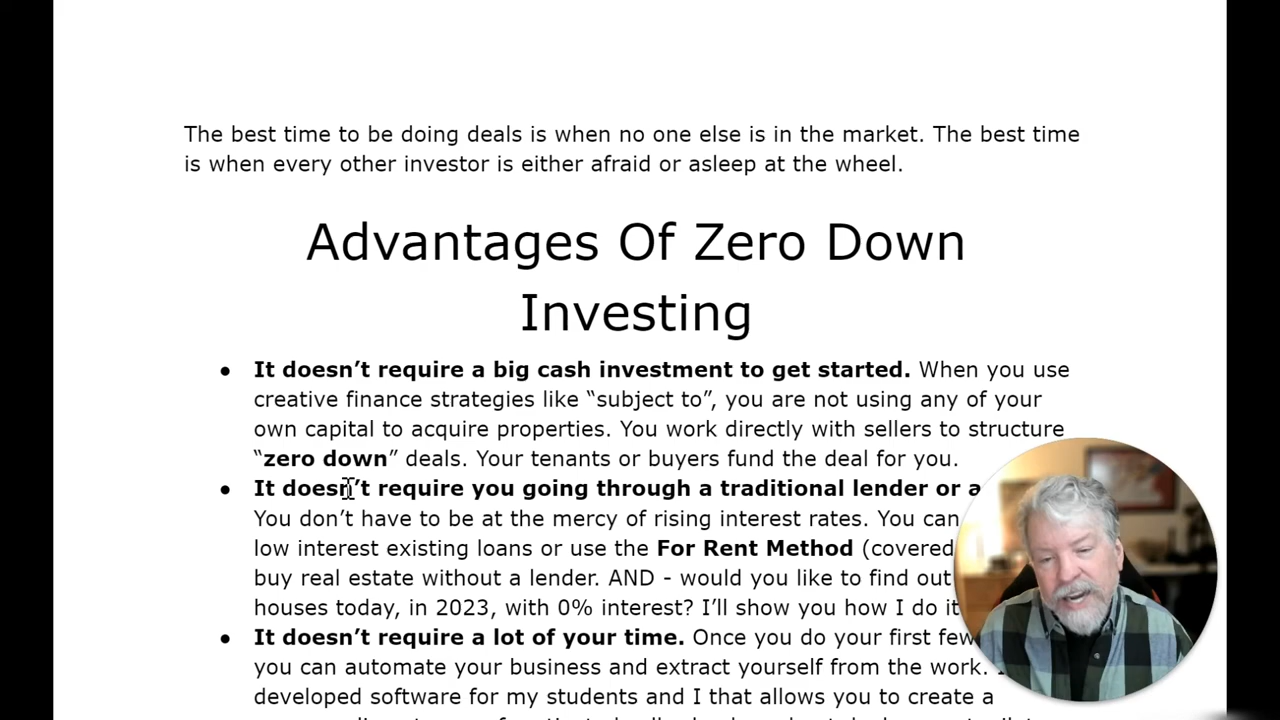 The best time to be doing deals is when no one else is in the market. The best time
is when every other investor is either afraid or asleep at the wheel.
Advantages Of Zero Down
Investing
● It doesn’t require a big cash investment to get started. When you use
creative finance strategies like “subject to”, you are not using any of your
own capital to acquire properties. You work directly with sellers to structure
“zero down” deals. Your tenants or buyers fund the deal for you.
● It doesn’t require you going through a traditional lender or a
You don’t have to be at the mercy of rising interest rates. You can
low interest existing loans or use the For Rent Method (covered
buy real estate without a lender. AND - would you like to find out
houses today, in 2023, with 0% interest? I’ll show you how I do it
● It doesn’t require a lot of your time. Once you do your first few
you can automate your business and extract yourself from the work.
developed software for my students and I that allows you to create a